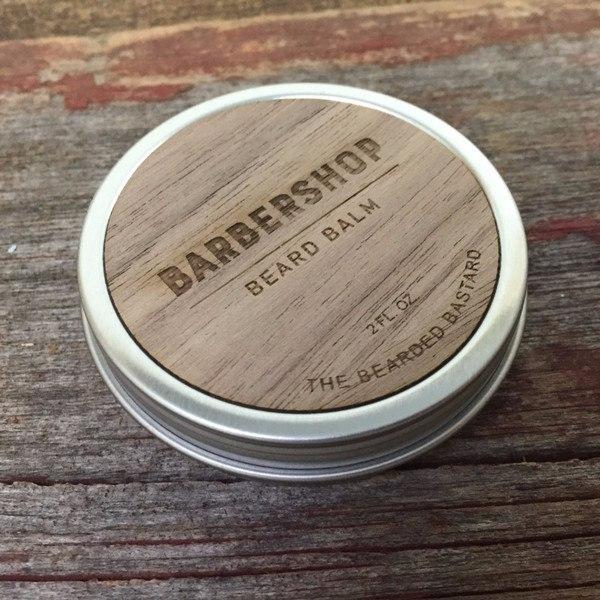 BARBERSHOP
BEARD BALM
2 FL OZ
THE BEARDED BASTARD